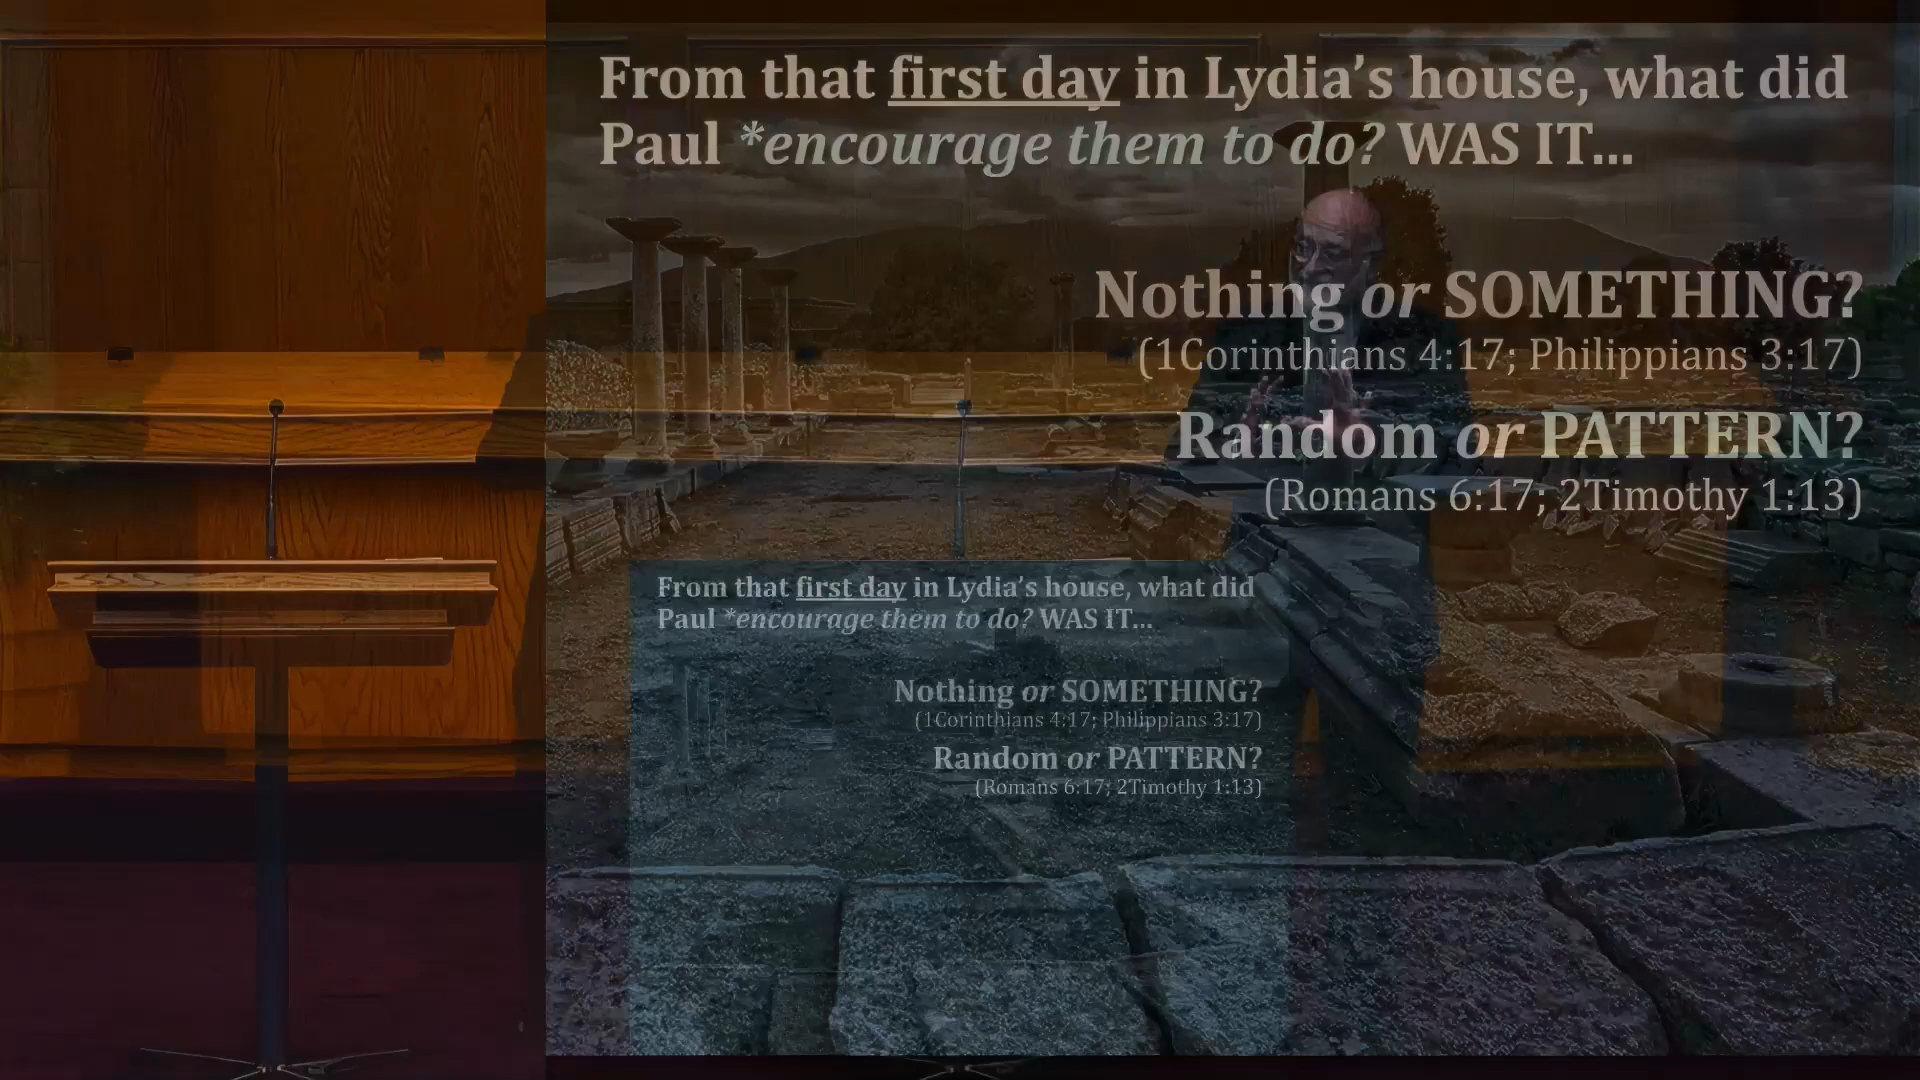 From that first day in Lydia’s house, what did
Paul *encourage them to do? WAS IT...
Nothing or SOMETHING?
(1Corinthians 4:17; Philippians 3:17)
Random or PATTERN?
(Romans 6:17; 2Timothy 1:13)
From that first day in Lydia’s house, what did
Paul *encourage them to do? WAS IT...
Nothing or SOMETHING?
(1Corinthians 4:17; Philippians 3:17)
Random or PATTERN?
(Romans 6:17; 2Timothy 1:13)